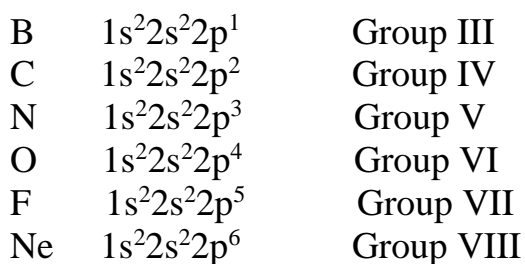 B 1s²2s²2p¹ Group III
C 1s²2s²2p² Group IV
N 1s²2s²2p³ Group V
O 1s²2s²2p⁴ Group VI
F 1s²2s²2p⁵ Group VII
Ne 1s²2s²2p⁶ Group VIII